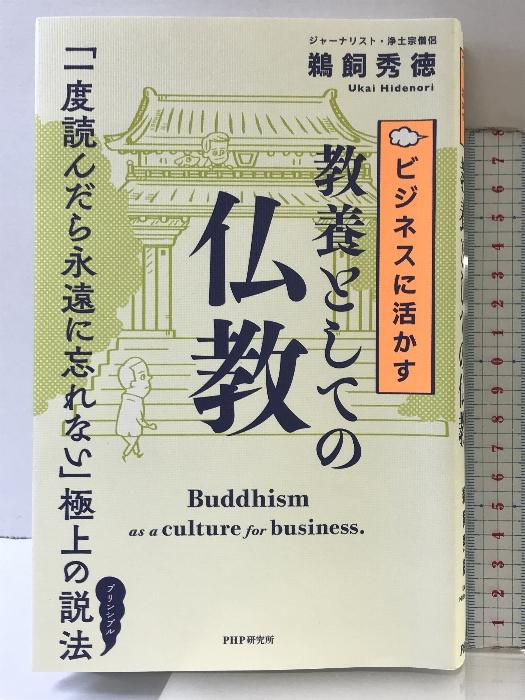 ジャーナリスト・浄土宗僧侶
鵜飼秀徳
Ukai Hidenori
ビジネスに活かす
教養としての
仏教
「一度読んだら永遠に忘れない」極上の説法
プリンシプル
Buddhism
as a culture for business.
PHP研究所